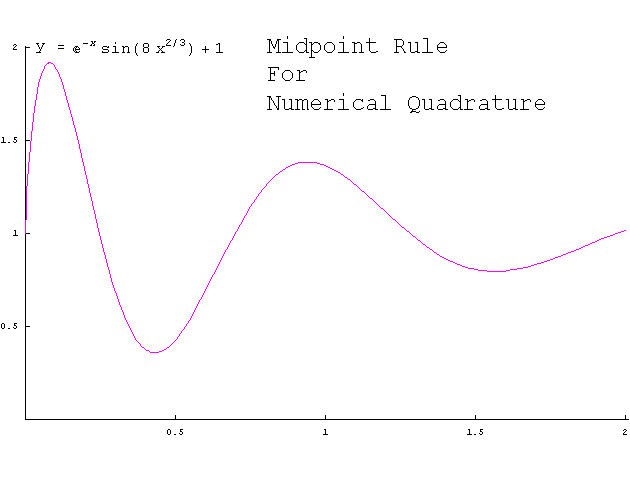 y = e^{-x} sin(8 x^{2/3}) + 1
Midpoint Rule
For
Numerical Quadrature
2
1.5
1
0.5
0.5
1
1.5
2